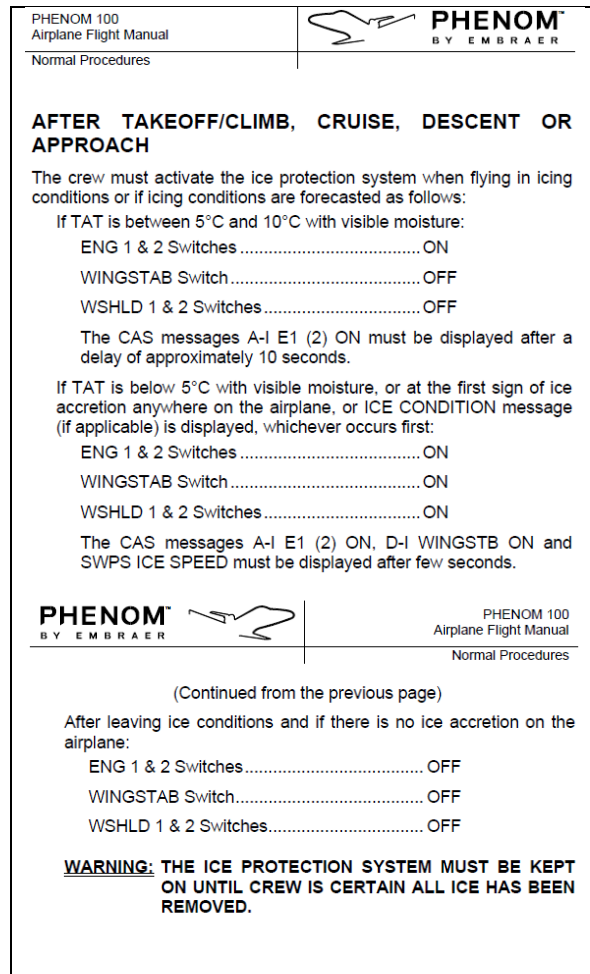 PHENOM 100
Airplane Flight Manual
PHENOM™
BY EMBRAER
Normal Procedures
AFTER TAKEOFF/CLIMB, CRUISE, DESCENT OR
APPROACH
The crew must activate the ice protection system when flying in icing
conditions or if icing conditions are forecasted as follows:
If TAT is between 5°C and 10°C with visible moisture:
ENG 1 & 2 Switches ...................................... ON
WINGSTAB Switch ........................................ OFF
WSHLD 1 & 2 Switches ................................. OFF
The CAS messages A-I E1 (2) ON must be displayed after a
delay of approximately 10 seconds.
If TAT is below 5°C with visible moisture, or at the first sign of ice
accretion anywhere on the airplane, or ICE CONDITION message
(if applicable) is displayed, whichever occurs first:
ENG 1 & 2 Switches ...................................... ON
WINGSTAB Switch ........................................ ON
WSHLD 1 & 2 Switches ................................. ON
The CAS messages A-I E1 (2) ON, D-I WINGSTB ON and
SWPS ICE SPEED must be displayed after few seconds.
PHENOM™
BY EMBRAER
PHENOM 100
Airplane Flight Manual
Normal Procedures
(Continued from the previous page)
After leaving ice conditions and if there is no ice accretion on the
airplane:
ENG 1 & 2 Switches ...................................... OFF
WINGSTAB Switch ........................................ OFF
WSHLD 1 & 2 Switches ................................. OFF
WARNING: THE ICE PROTECTION SYSTEM MUST BE KEPT
ON UNTIL CREW IS CERTAIN ALL ICE HAS BEEN
REMOVED.